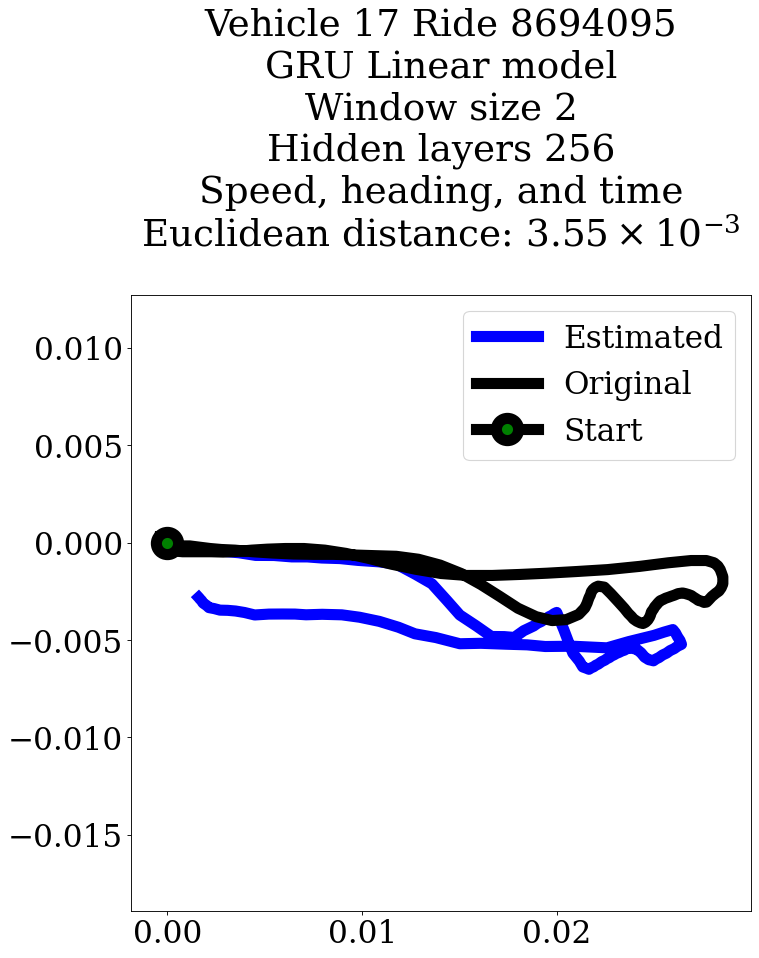 Vehicle 17 Ride 8694095
GRU Linear model
Window size 2
Hidden layers 256
Speed, heading, and time
Euclidean distance: 3.55 × 10⁻³
Estimated
Original
Start
0.010
0.005
0.000
−0.005
−0.010
−0.015
0.00 0.01 0.02